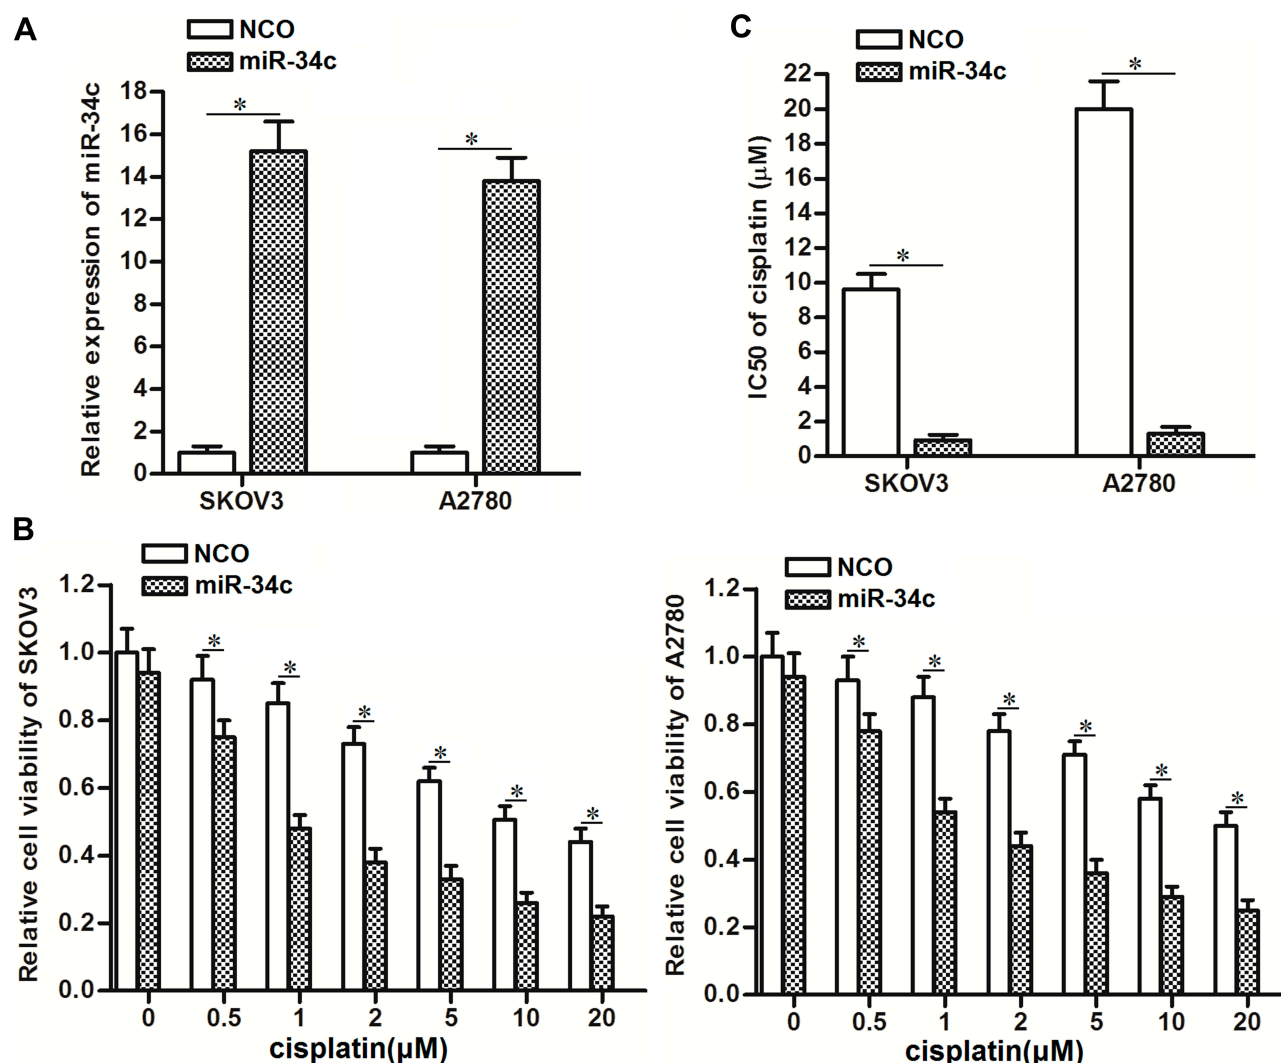 A
NCO
miR-34c
Relative expression of miR-34c
18
16
14
12
10
8
6
4
2
0
*
*
SKOV3
A2780
C
NCO
miR-34c
IC50 of cisplatin (μM)
22
20
18
16
14
12
10
8
6
4
2
0
*
*
SKOV3
A2780
B
NCO
miR-34c
Relative cell viability of SKOV3
1.2
1.0
0.8
0.6
0.4
0.2
0.0
*
*
*
*
*
*
0 0.5 1 2 5 10 20
cisplatin(μM)
NCO
miR-34c
Relative cell viability of A2780
1.2
1.0
0.8
0.6
0.4
0.2
0.0
*
*
*
*
*
*
0 0.5 1 2 5 10 20
cisplatin(μM)